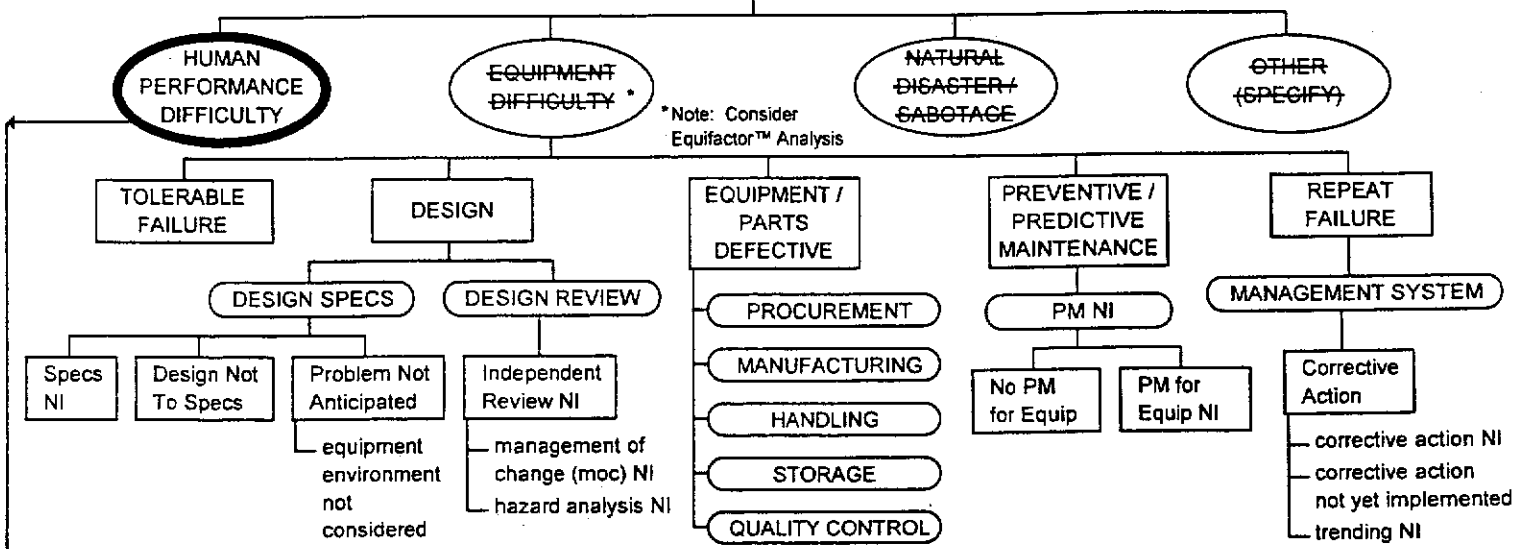 HUMAN
PERFORMANCE
DIFFICULTY
EQUIPMENT
DIFFICULTY *
NATURAL
DISASTER /
SABOTAGE
OTHER
(SPECIFY)
*Note: Consider
Equifactor™ Analysis
TOLERABLE
FAILURE
DESIGN
EQUIPMENT /
PARTS
DEFECTIVE
PREVENTIVE /
PREDICTIVE
MAINTENANCE
REPEAT
FAILURE
DESIGN SPECS
DESIGN REVIEW
PROCUREMENT
MANUFACTURING
HANDLING
STORAGE
QUALITY CONTROL
PM NI
MANAGEMENT SYSTEM
Specs
NI
Design Not
To Specs
Problem Not
Anticipated
equipment
environment
not
considered
Independent
Review NI
management of
change (moc) NI
hazard analysis NI
No PM
for Equip
PM for
Equip NI
Corrective
Action
corrective action NI
corrective action
not yet implemented
trending NI